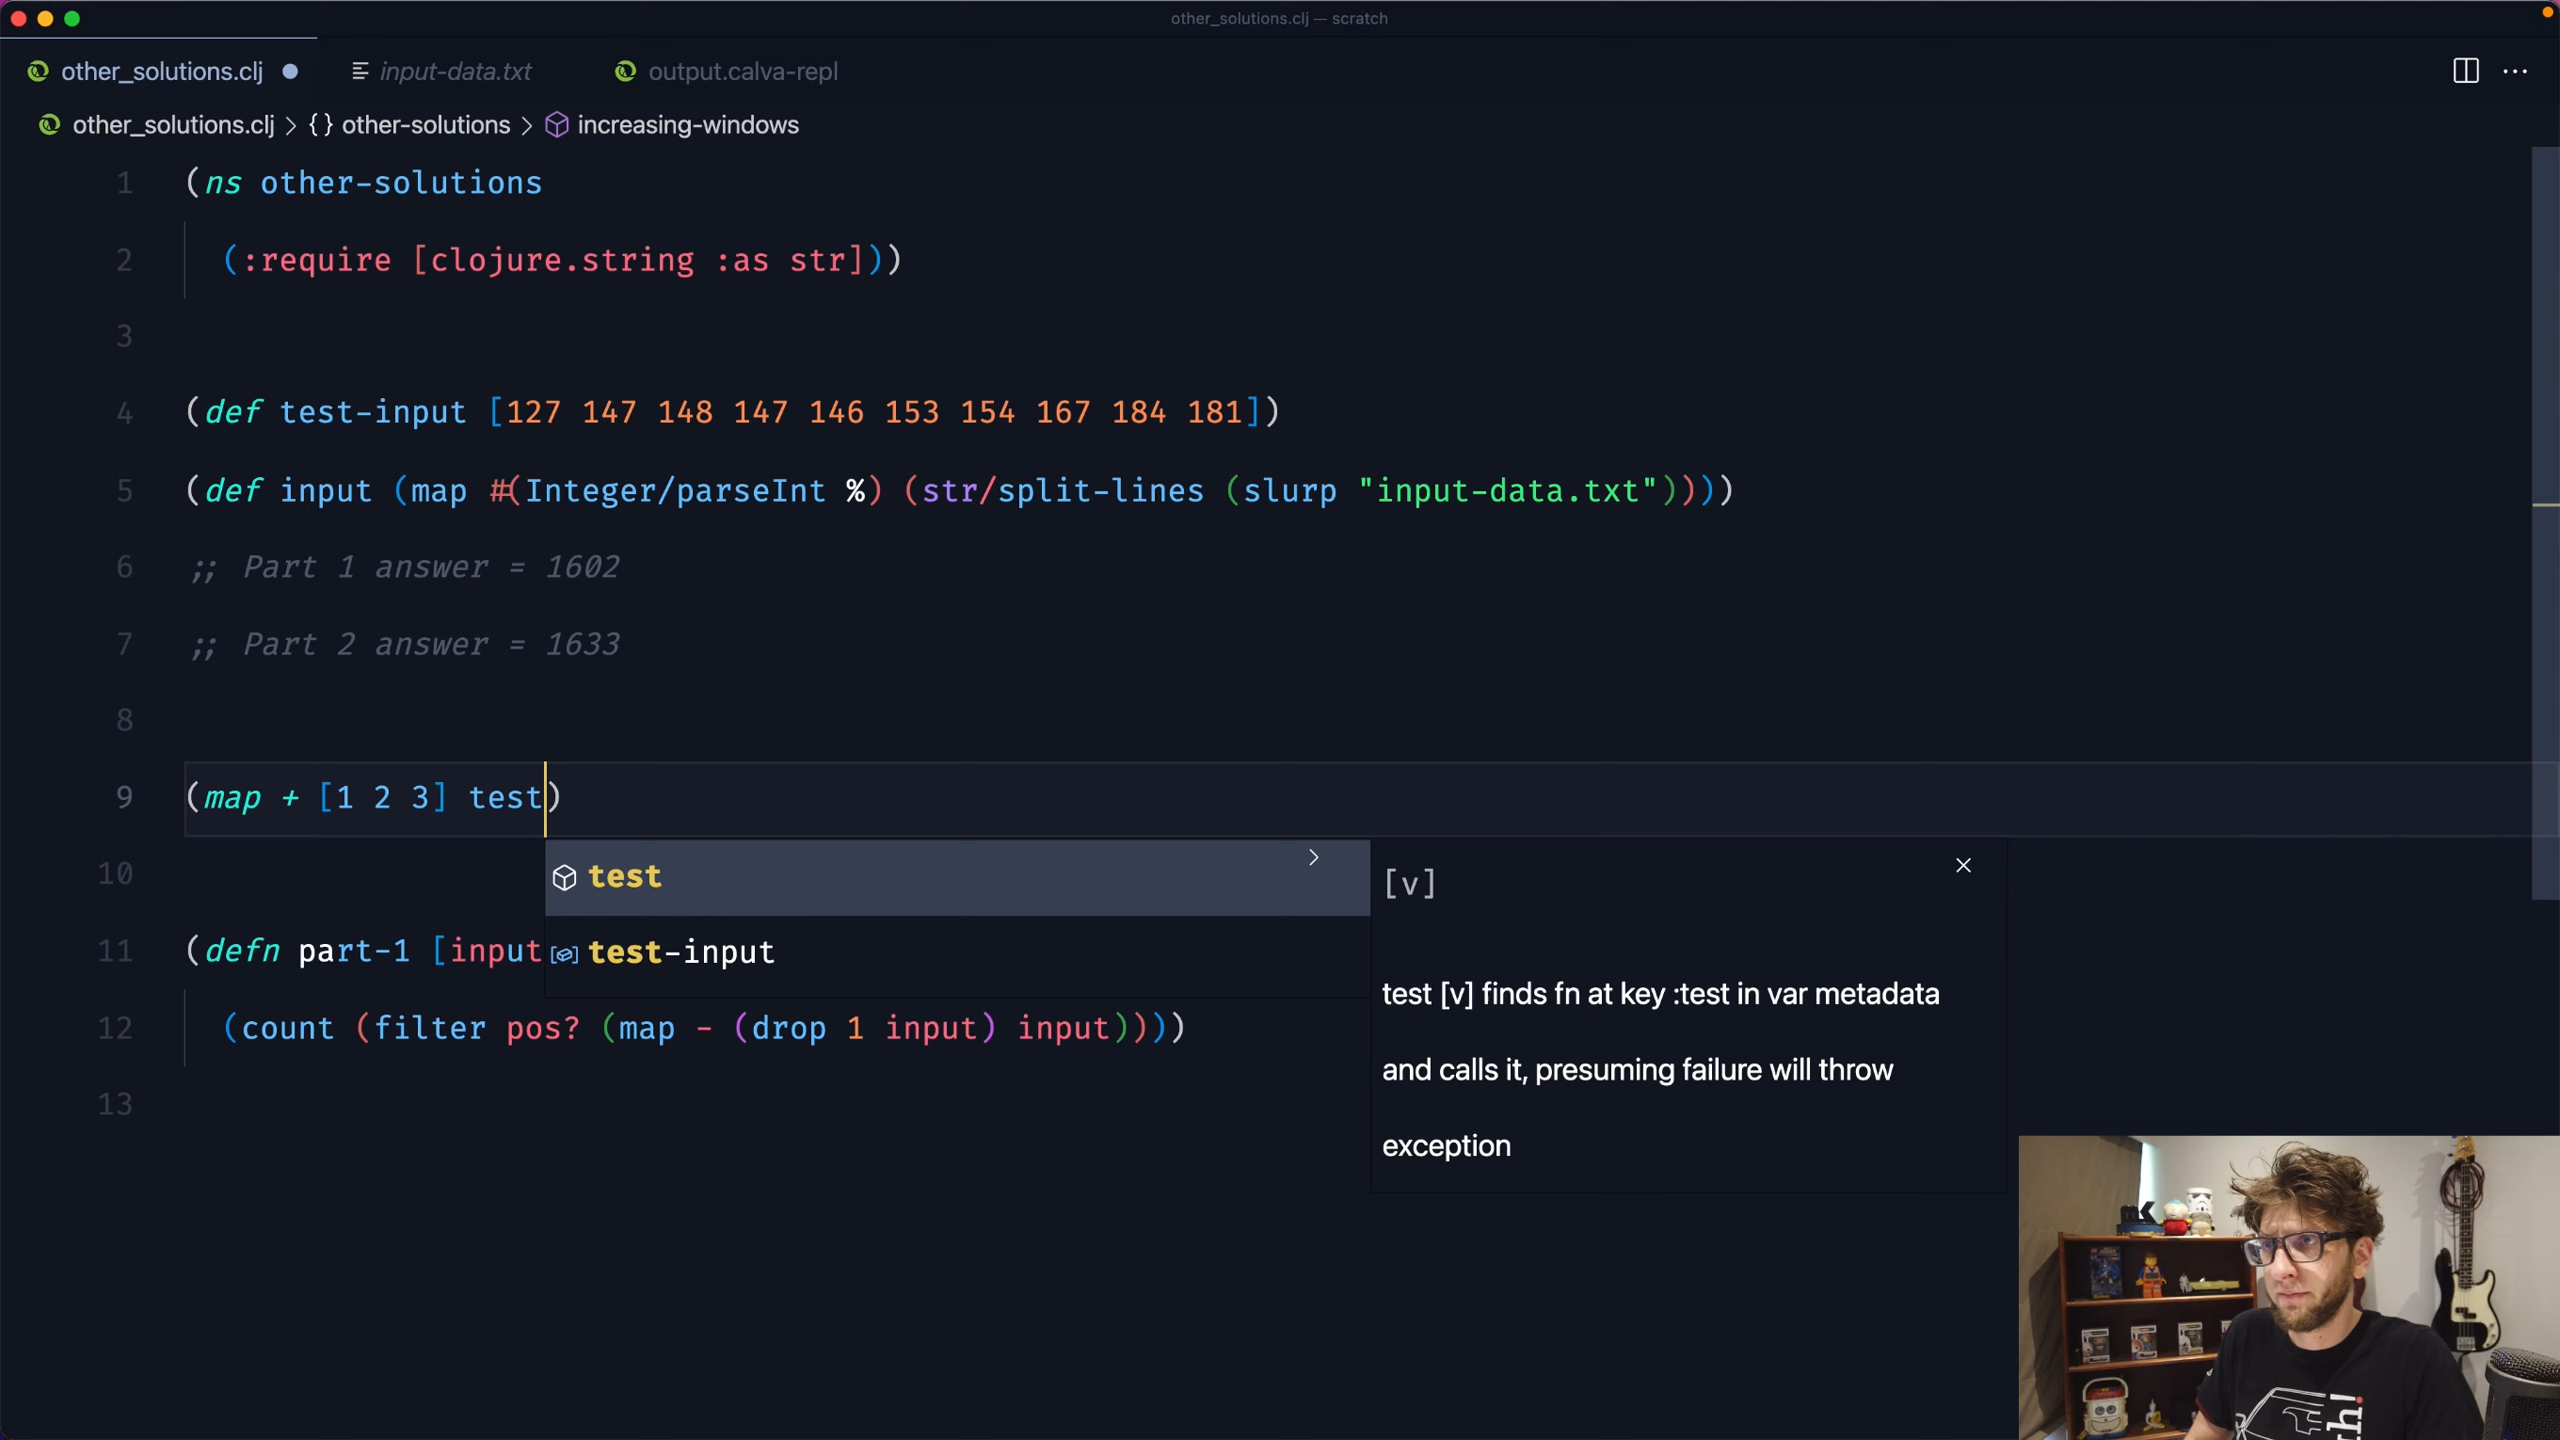 other_solutions.clj — scratch
other_solutions.clj
input-data.txt
output.calva-repl
other_solutions.clj > {} other-solutions > increasing-windows
1 (ns other-solutions
2 (:require [clojure.string :as str]))
3
4 (def test-input [127 147 148 147 146 153 154 167 184 181])
5 (def input (map #(Integer/parseInt %) (str/split-lines (slurp "input-data.txt"))))
6 ;; Part 1 answer = 1602
7 ;; Part 2 answer = 1633
8
9 (map + [1 2 3] test)
10
test
test-input
[v]
test [v] finds fn at key :test in var metadata
and calls it, presuming failure will throw
exception
11 (defn part-1 [input
12 (count (filter pos? (map - (drop 1 input) input))))
13